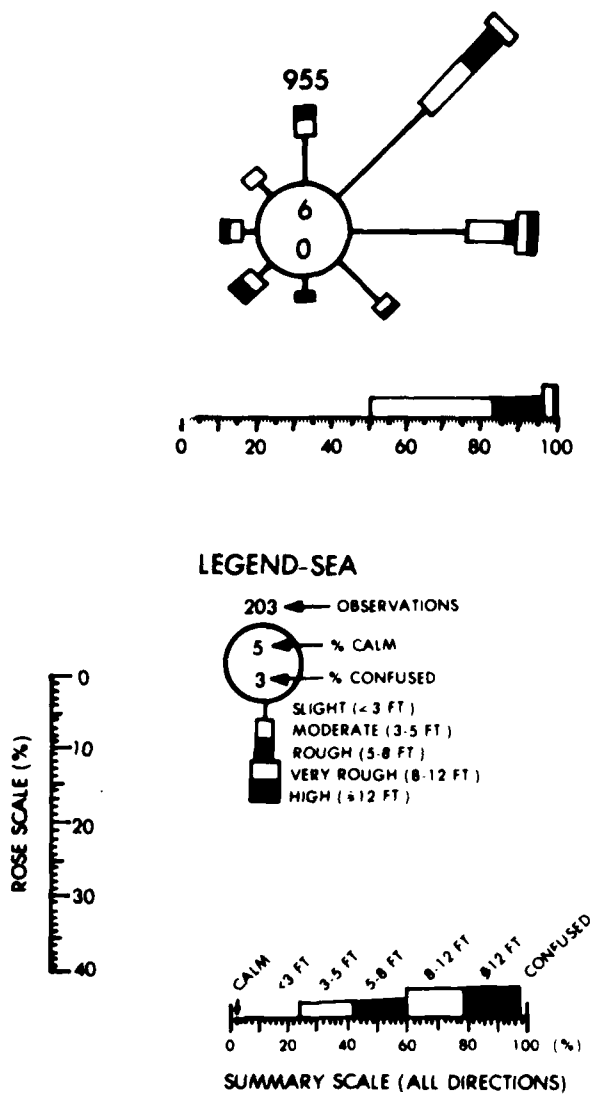 955
6
0
0 20 40 60 80 100
LEGEND-SEA
203 OBSERVATIONS
5 % CALM
3 % CONFUSED
SLIGHT (< 3 FT )
MODERATE (3-5 FT )
ROUGH (5-8 FT )
VERY ROUGH (8-12 FT )
HIGH ( ≥12 FT )
ROSE SCALE (%)
0
10
20
30
40
CALM <3 FT 3-5 FT 5-8 FT 8-12 FT ≥12 FT CONFUSED
0 20 40 60 80 100 (%)
SUMMARY SCALE (ALL DIRECTIONS)